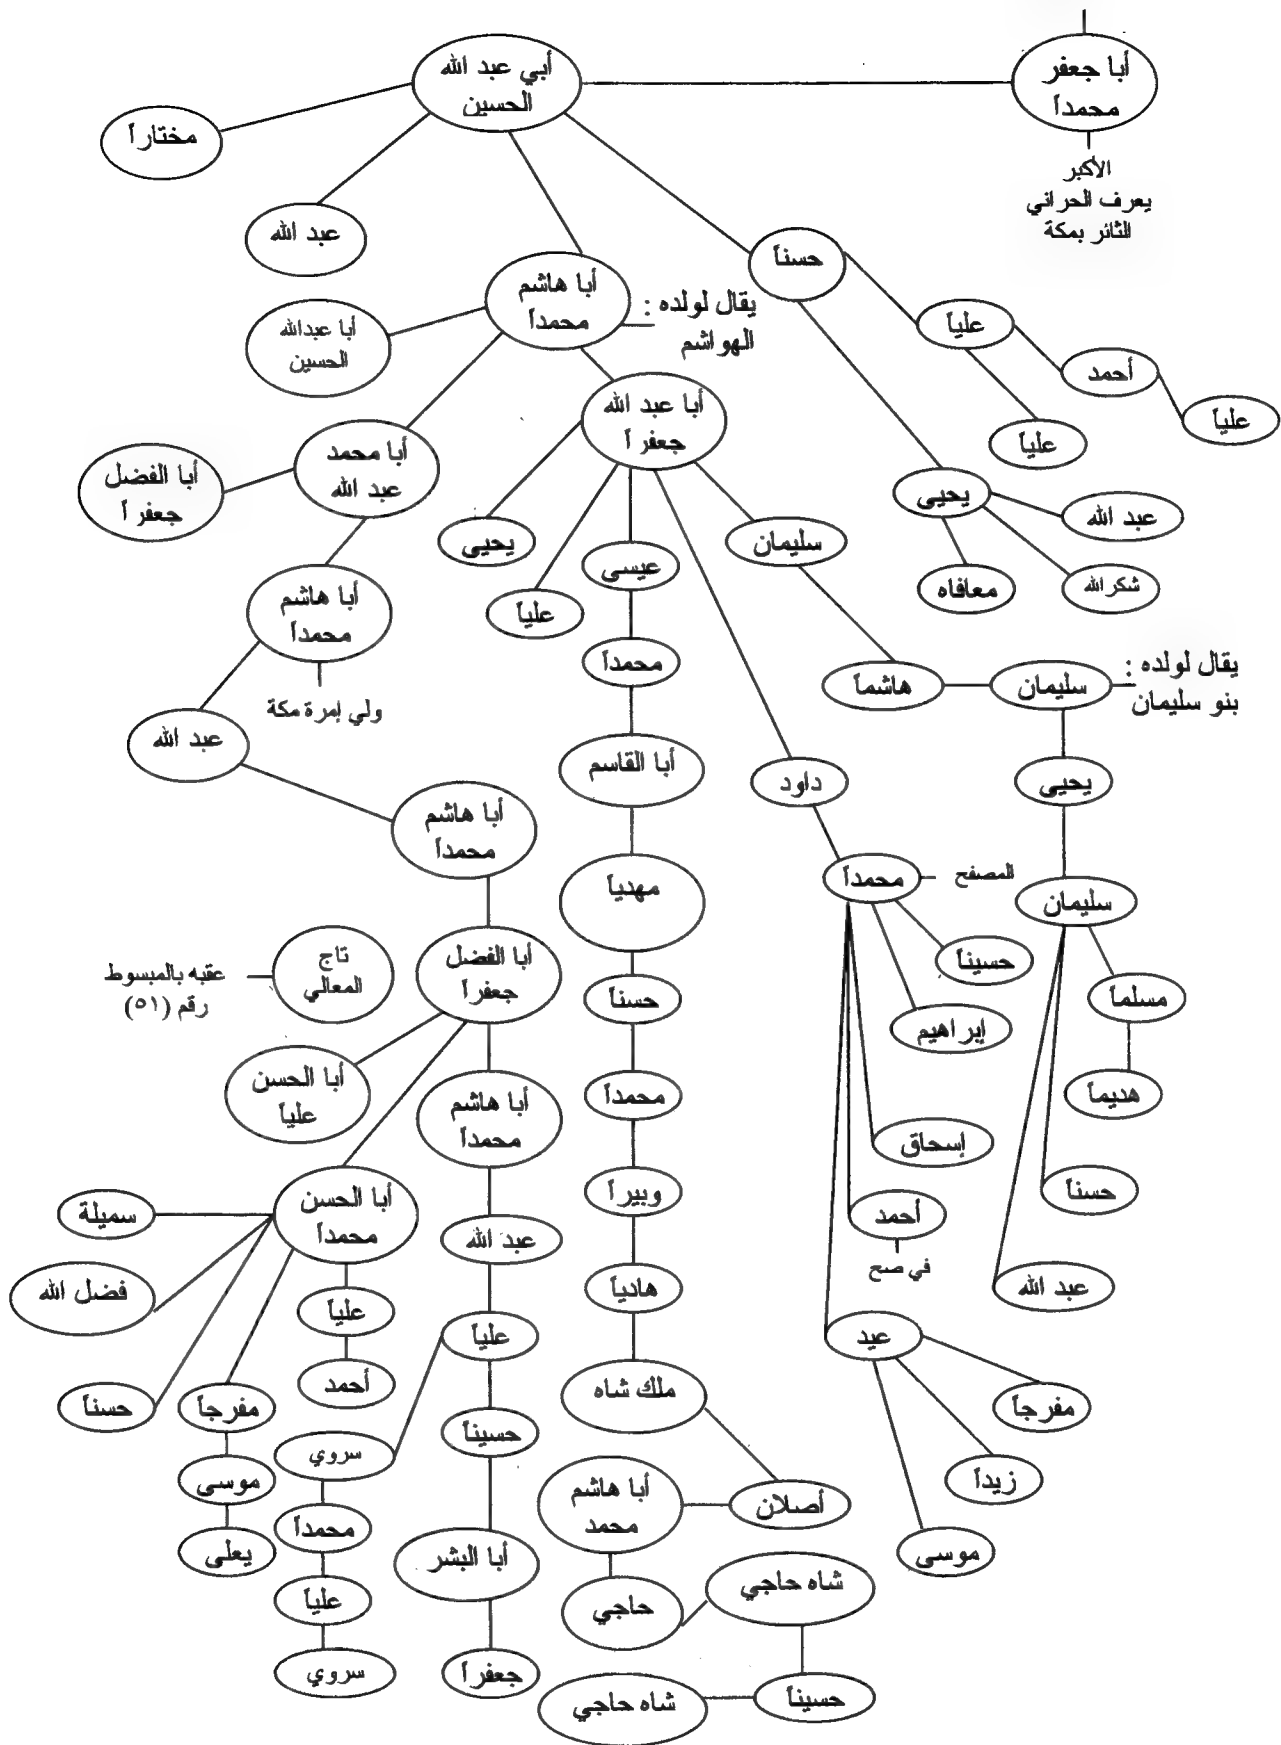 أبا جعفر
محمداً
الأكبر
يعرف الحراني
الثائر بمكة
أبي عبد الله
الحسين
مختاراً
عبد الله
حسناً
أبا هاشم
محمداً
يقال لولده :
الهواشم
أبا عبدالله
الحسين
علياً
أحمد
علياً
علياً
أبا عبد الله
جعفراً
أبا محمد
عبد الله
أبا الفضل
جعفراً
يحيى
عبد الله
شكرالله
معافاه
سليمان
عيسى
يحيى
علياً
أبا هاشم
محمداً
ولي إمرة مكة
محمداً
هاشماً
سليمان
يقال لولده :
بنو سليمان
عبد الله
أبا القاسم
داود
يحيى
أبا هاشم
محمداً
مهدياً
محمداً
المصفح
سليمان
أبا الفضل
جعفراً
تاج
المعالي
عقبه بالمبسوط
رقم (٥١)
حسناً
حسيناً
إبراهيم
مسلماً
هديماً
أبا الحسن
علياً
أبا هاشم
محمداً
محمداً
إسحاق
وبيراً
حسناً
أبا الحسن
محمداً
سميلة
عبد الله
أحمد
في صح
عبد الله
فضل الله
علياً
هادياً
علياً
عيد
أحمد
ملك شاه
مفرجاً
حسناً
مفرجاً
حسيناً
سروي
زيداً
موسى
أبا هاشم
محمد
أصلان
محمداً
يعلى
موسى
أبا البشر
شاه حاجي
حاجي
علياً
سروي
جعفراً
حسيناً
شاه حاجي